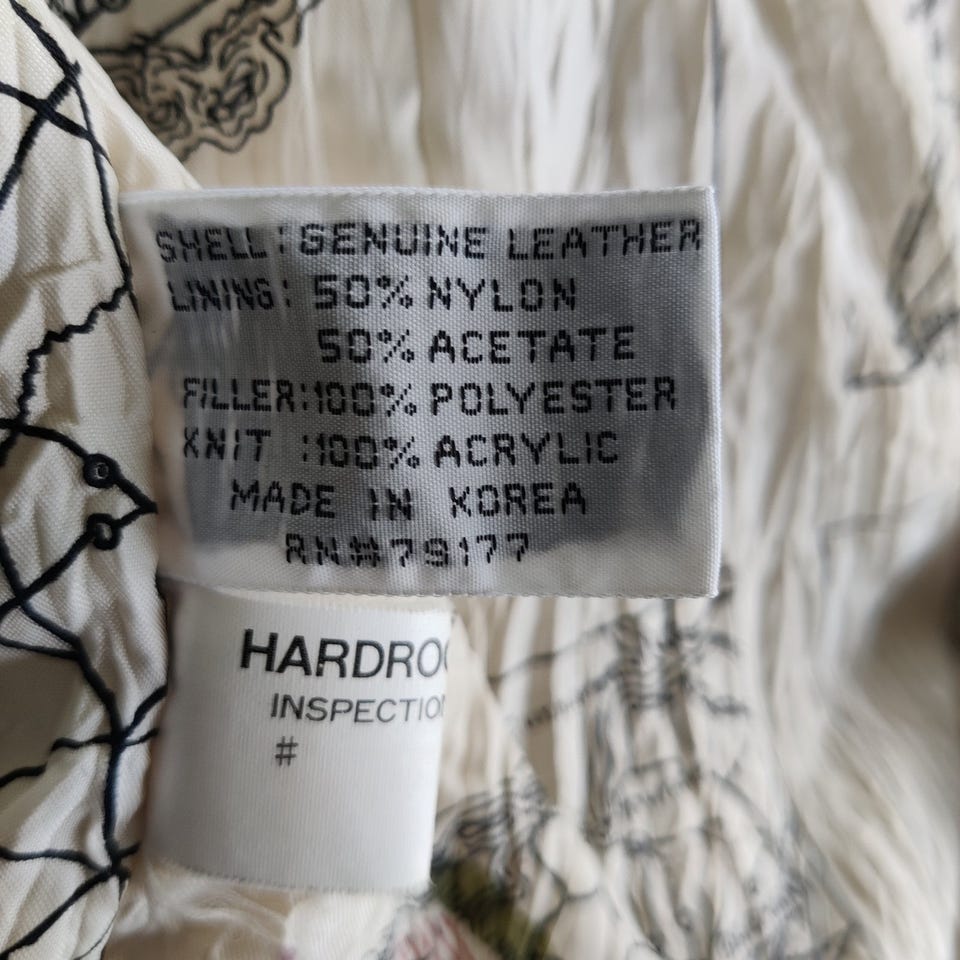 SHELL: GENUINE LEATHER
LINING: 50% NYLON
50% ACETATE
FILLER: 100% POLYESTER
KNIT : 100% ACRYLIC
MADE IN KOREA
RN#79177
HARDRO
INSPECTION
#